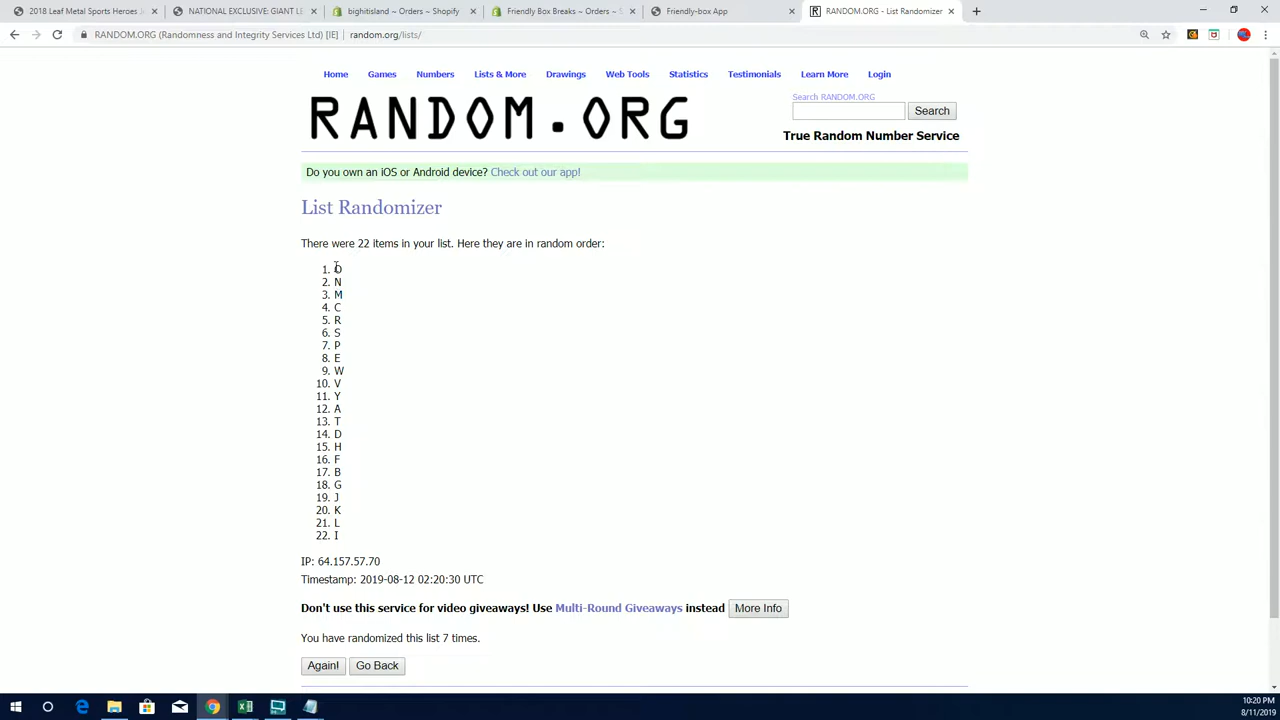 2018 Leaf Metal Sports Heroes J
NATIONAL EXCLUSIVE: GIANT LE
bightisland ~ Orders ~ Shopify
Friendly Box Breaks ~ Orders ~ S
Friendly-box App
RANDOM.ORG - List Randomizer
RANDOM.ORG (Randomness and Integrity Services Ltd) [IE] | random.org/lists/
Home Games Numbers Lists & More Drawings Web Tools Statistics Testimonials Learn More Login
RANDOM.ORG
Search RANDOM.ORG
Search
True Random Number Service
Do you own an iOS or Android device? Check out our app!
List Randomizer
There were 22 items in your list. Here they are in random order:
1. O
2. N
3. M
4. C
5. R
6. S
7. P
8. E
9. W
10. V
11. Y
12. A
13. T
14. D
15. H
16. F
17. B
18. G
19. J
20. K
21. L
22. I
IP: 64.157.57.70
Timestamp: 2019-08-12 02:20:30 UTC
Don't use this service for video giveaways! Use Multi-Round Giveaways instead More Info
You have randomized this list 7 times.
Again! Go Back
10:20 PM
8/11/2019